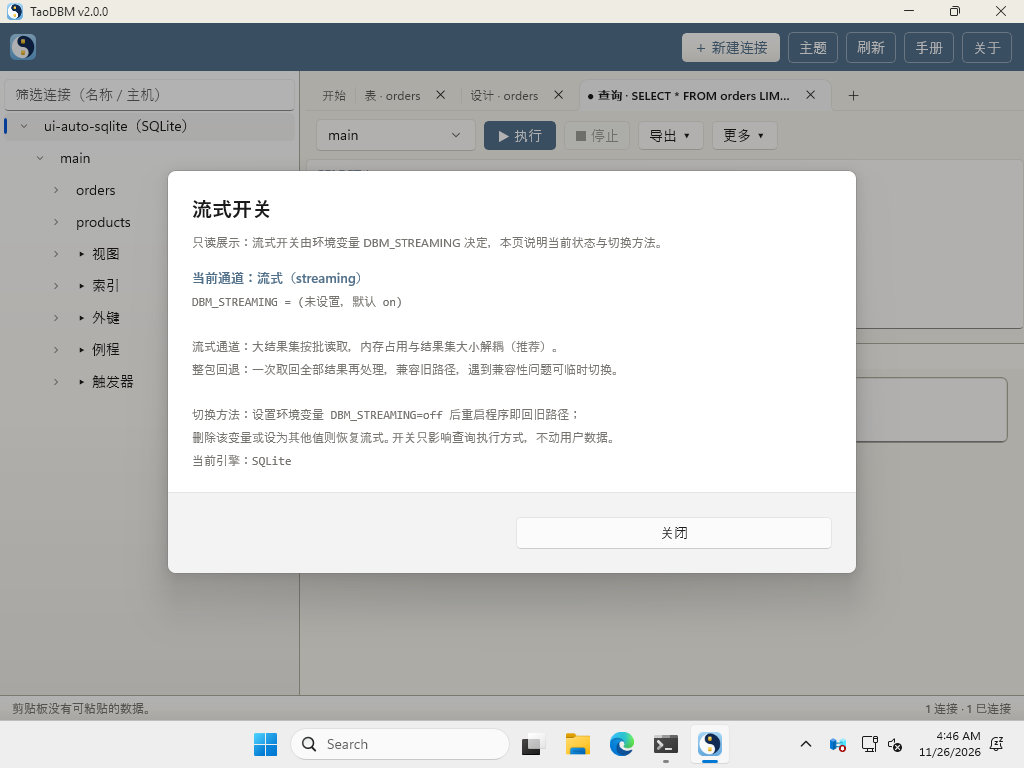 TaoDBM v2.0.0
+ 新建连接
主题
刷新
手册
关于
筛选连接（名称 / 主机）
ui-auto-sqlite（SQLite）
main
orders
products
视图
索引
外键
例程
触发器
开始
表 · orders
设计 · orders
● 查询 · SELECT * FROM orders LIM...
main
执行
停止
导出
更多
流式开关
只读展示：流式开关由环境变量 DBM_STREAMING 决定，本页说明当前状态与切换方法。
当前通道：流式（streaming）
DBM_STREAMING = (未设置，默认 on)
流式通道：大结果集按批读取，内存占用与结果集大小解耦（推荐）。
整包回退：一次取回全部结果再处理，兼容旧路径，遇到兼容性问题可临时切换。
切换方法：设置环境变量 DBM_STREAMING=off 后重启程序即回旧路径；
删除该变量或设为其他值则恢复流式。开关只影响查询执行方式，不动用户数据。
当前引擎：SQLite
关闭
剪贴板没有可粘贴的数据。
1 连接 · 1 已连接
Search
4:46 AM
11/26/2026